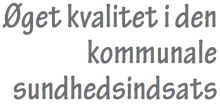 Øget kvalitet i den
kommunale
sundhedsindsats